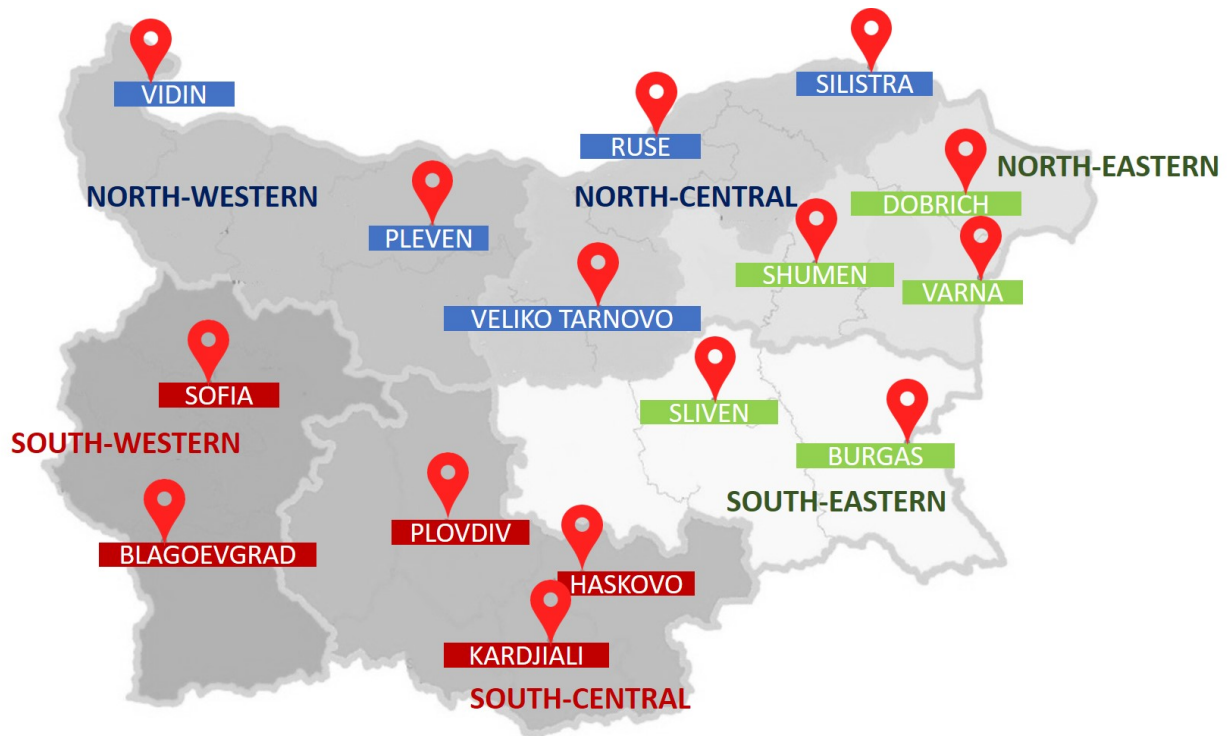 VIDIN
SILISTRA
RUSE
NORTH-EASTERN
NORTH-WESTERN
NORTH-CENTRAL
DOBRICH
PLEVEN
SHUMEN
VARNA
VELIKO TARNOVO
SOFIA
SLIVEN
SOUTH-WESTERN
BURGAS
SOUTH-EASTERN
PLOVDIV
BLAGOEVGRAD
HASKOVO
KARDJIALI
SOUTH-CENTRAL